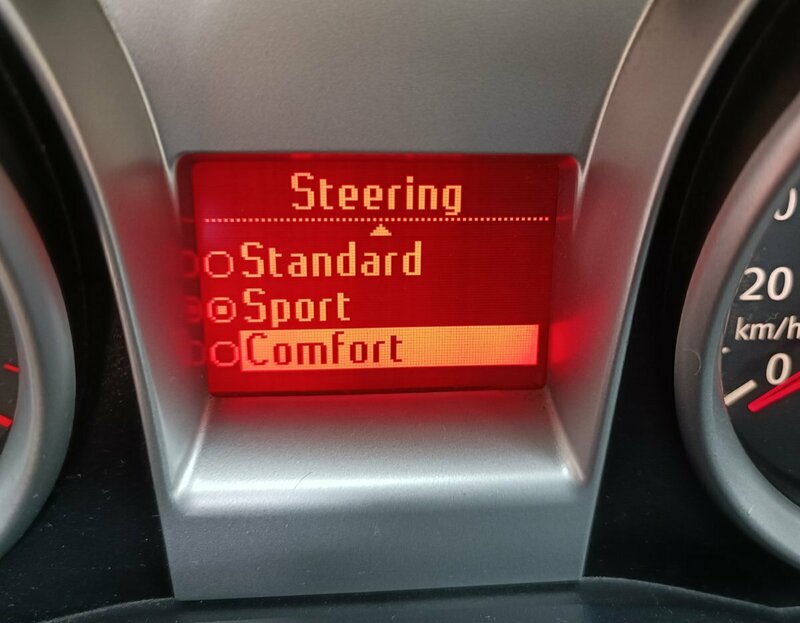 Steering
Standard
Sport
Comfort
20
km/h
0